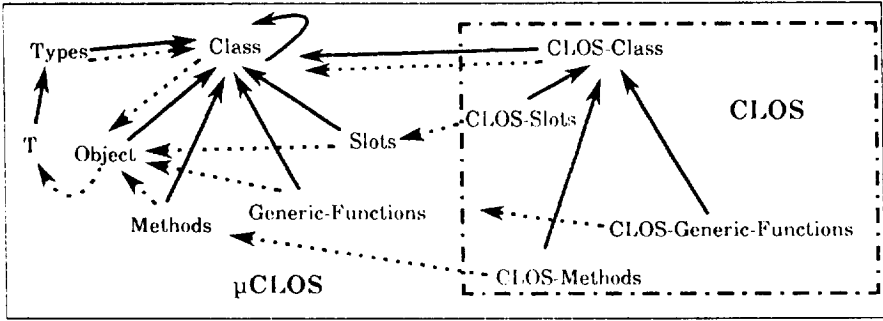 Types
Class
CLOS-Class
CLOS
CLOS-Slots
T
Object
Slots
Methods
Generic-Functions
CLOS-Generic-Functions
CLOS-Methods
μCLOS